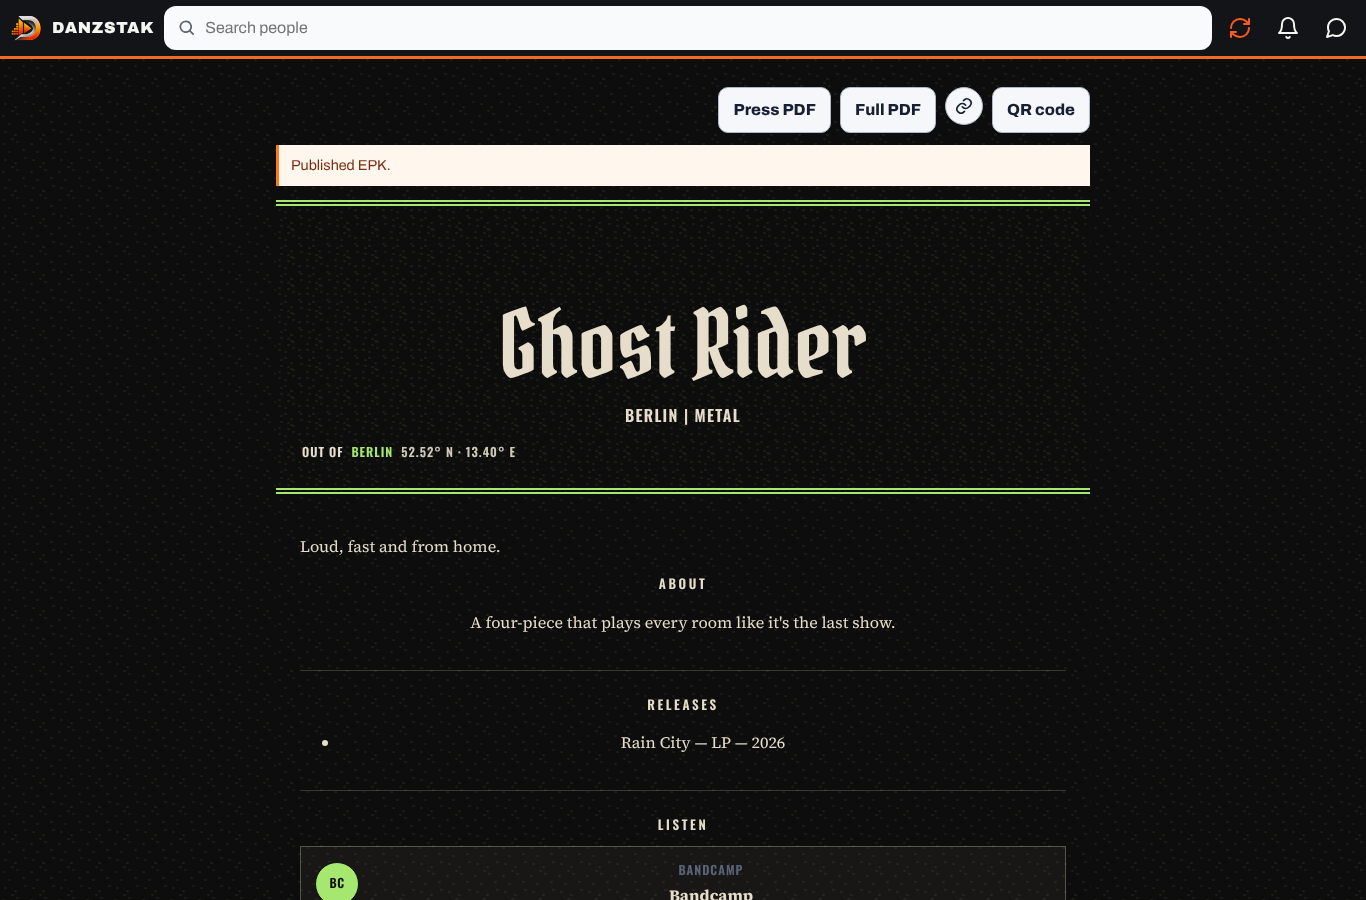 DANZSTAK
Search people
Press PDF
Full PDF
QR code
Published EPK.
Ghost Rider
BERLIN | METAL
OUT OF BERLIN 52.52° N · 13.40° E
Loud, fast and from home.
ABOUT
A four-piece that plays every room like it's the last show.
RELEASES
• Rain City — LP — 2026
LISTEN
BC
BANDCAMP
Bandcamp